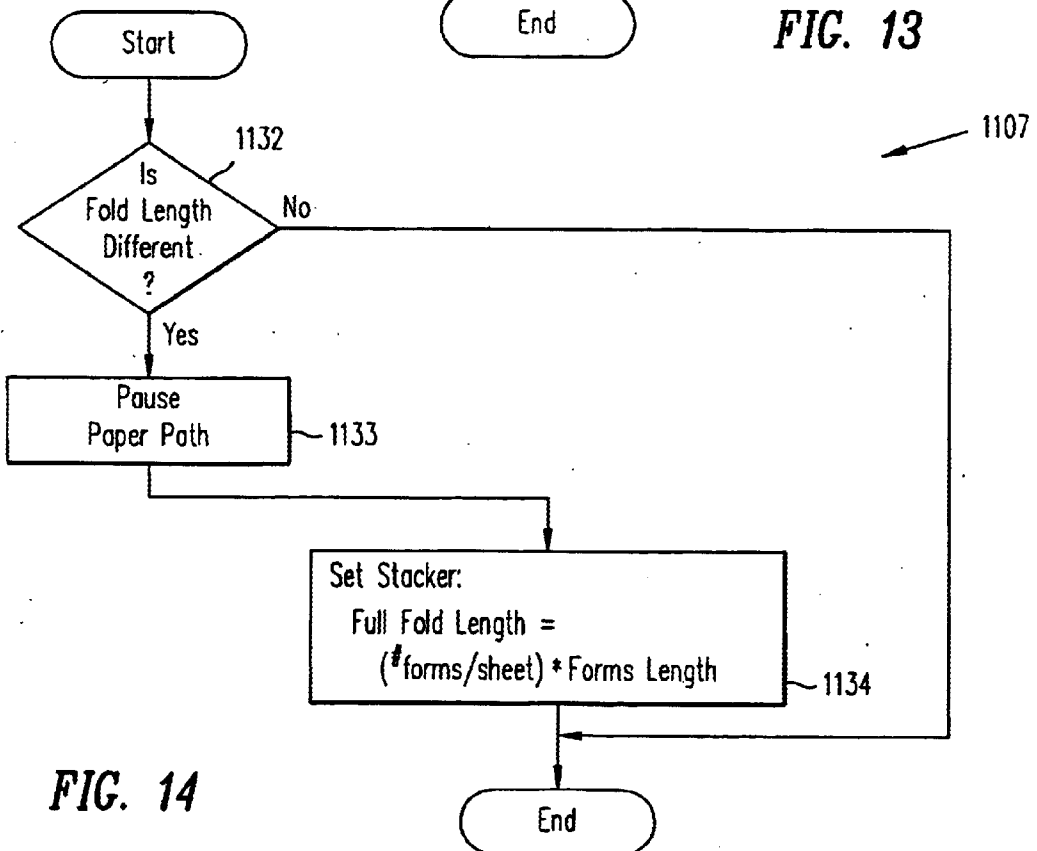 End
FIG. 13
Start
1107
1132
Is
Fold Length
Different
?
No
Yes
Pause
Paper Path
1133
Set Stacker:
Full Fold Length =
(#forms/sheet) * Forms Length
1134
FIG. 14
End